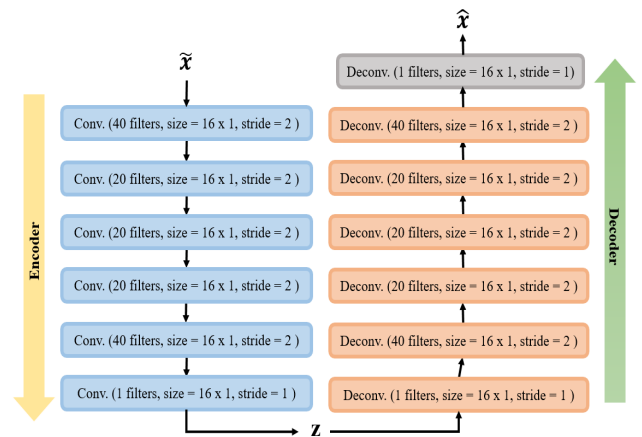 x̃
Encoder
Conv. (40 filters, size = 16 x 1, stride = 2 )
Conv. (20 filters, size = 16 x 1, stride = 2 )
Conv. (20 filters, size = 16 x 1, stride = 2 )
Conv. (20 filters, size = 16 x 1, stride = 2 )
Conv. (40 filters, size = 16 x 1, stride = 2 )
Conv. (1 filters, size = 16 x 1, stride = 1 )
z
x̂
Deconv. (1 filters, size = 16 x 1, stride = 1)
Deconv. (40 filters, size = 16 x 1, stride = 2 )
Deconv. (20 filters, size = 16 x 1, stride = 2 )
Deconv. (20 filters, size = 16 x 1, stride = 2 )
Deconv. (20 filters, size = 16 x 1, stride = 2 )
Deconv. (40 filters, size = 16 x 1, stride = 2 )
Deconv. (1 filters, size = 16 x 1, stride = 1 )
Decoder